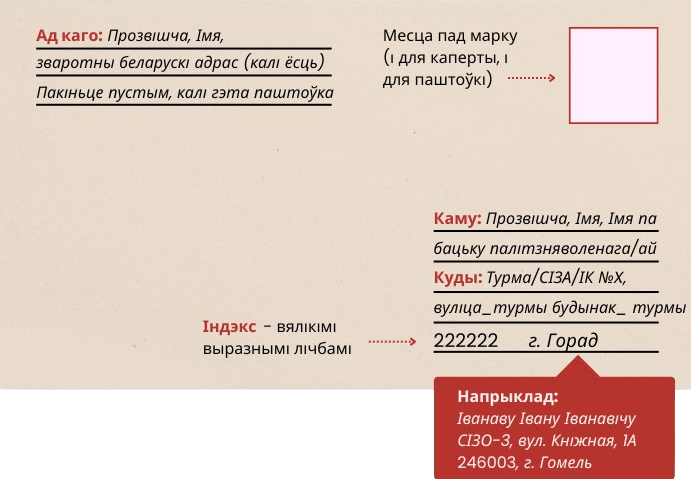 Ад каго: Прозвішча, Імя,
зваротны беларускі адрас (калі ёсць)
Пакіньце пустым, калі гэта паштоўка
Месца пад марку
(і для каперты, і
для паштоўкі)
Каму: Прозвішча, Імя, Імя па
бацьку палітзняволенага/ай
Куды: Турма/СІЗА/ІК №X,
вуліца_турмы будынак_ турмы
Індэкс – вялікімі
выразнымі лічбамі
222222 г. Горад
Напрыклад:
Іванаву Івану Іванавічу
СІЗО-3, вул. Кніжная, 1А
246003, г. Гомель